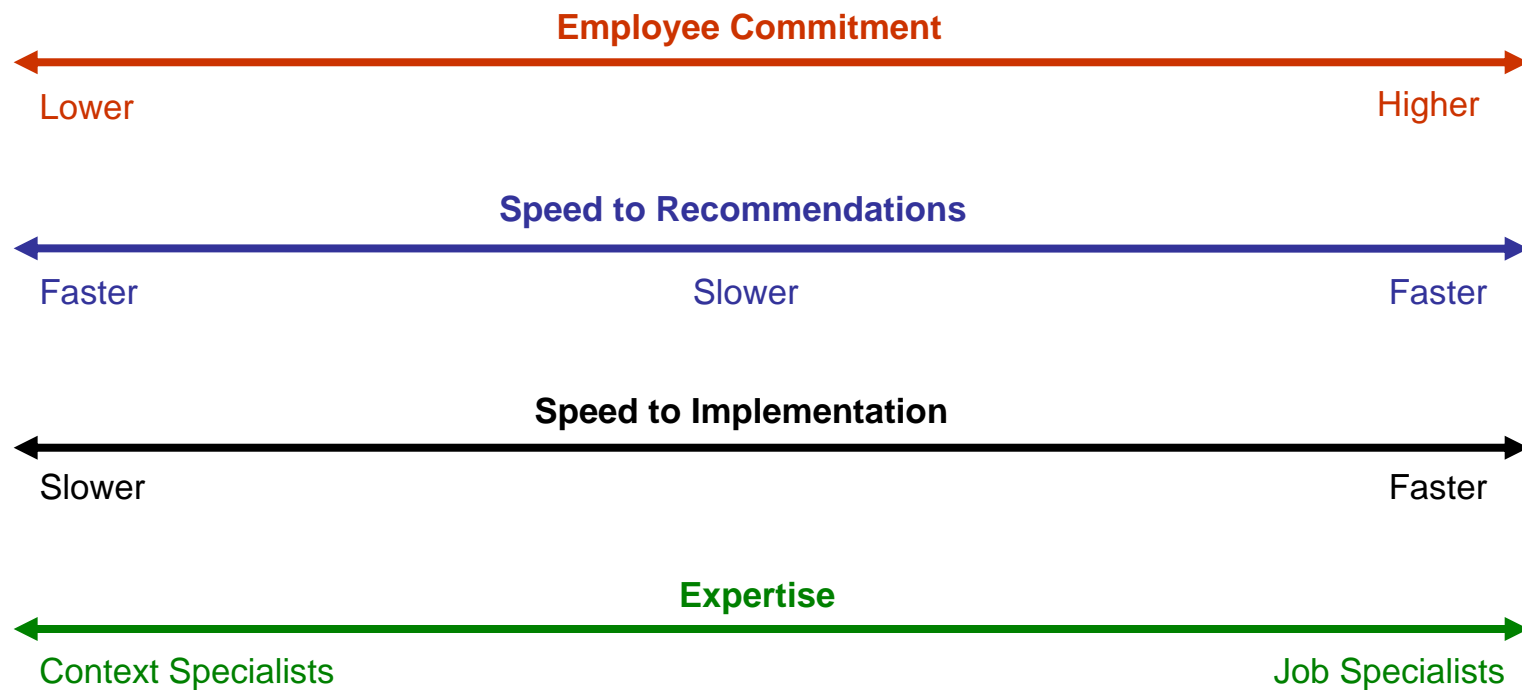 Employee Commitment
Lower Higher
Speed to Recommendations
Faster Slower Faster
Speed to Implementation
Slower Faster
Expertise
Context Specialists Job Specialists